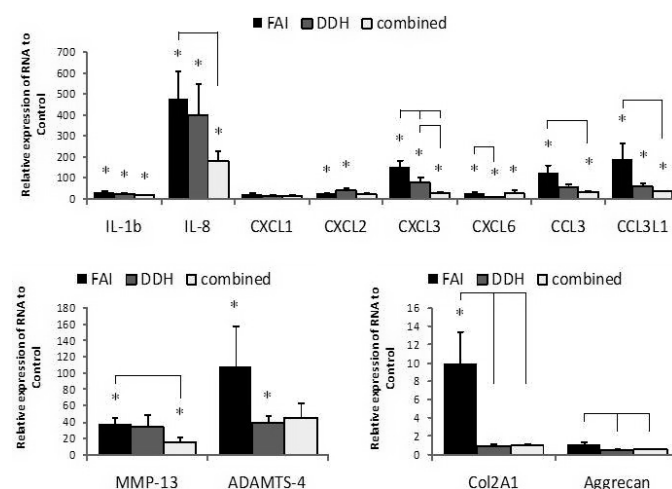 FAI DDH combined
Relative expression of RNA to Control
700
600
500
400
300
200
100
0
* * * * * * * * * * * * * * * * * * * *
IL-1b IL-8 CXCL1 CXCL2 CXCL3 CXCL6 CCL3 CCL3L1
FAI DDH combined
Relative expression of RNA to Control
180
160
140
120
100
80
60
40
20
0
* * * *
MMP-13 ADAMTS-4
FAI DDH combined
Relative expression of RNA to Control
16
14
12
10
8
6
4
2
0
*
Col2A1 Aggrecan